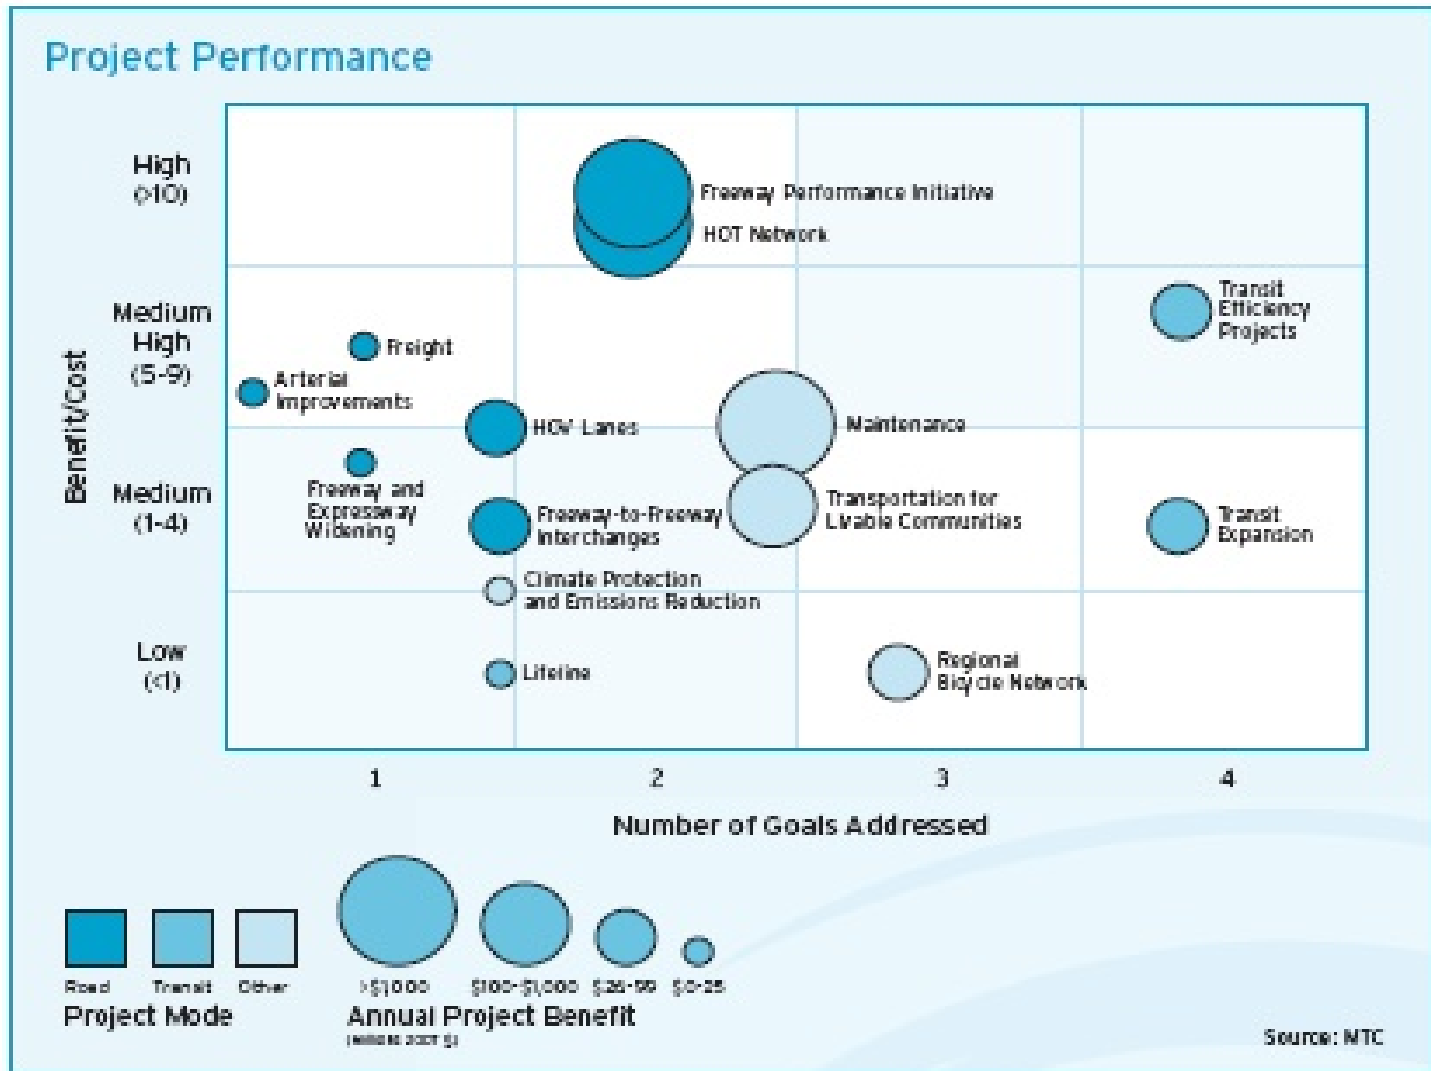 Project Performance
High
(>10)
Freeway Performance Initiative
HOT Network
Medium
High
(5-9)
Transit
Efficiency
Projects
Freight
Arterial
Improvements
Benefit/Cost
HOV Lanes
Maintenance
Medium
(1-4)
Freeway and
Expressway
Widening
Freeway-to-Freeway
Interchanges
Transportation for
Livable Communities
Transit
Expansion
Climate Protection
and Emissions Reduction
Low
(<1)
Lifeline
Regional
Bicycle Network
1 2 3 4
Number of Goals Addressed
Road Transit Other
>$1000 $100-$1,000 $26-99 $0-25
Project Mode
Annual Project Benefit
2007 $)
Source: MTC